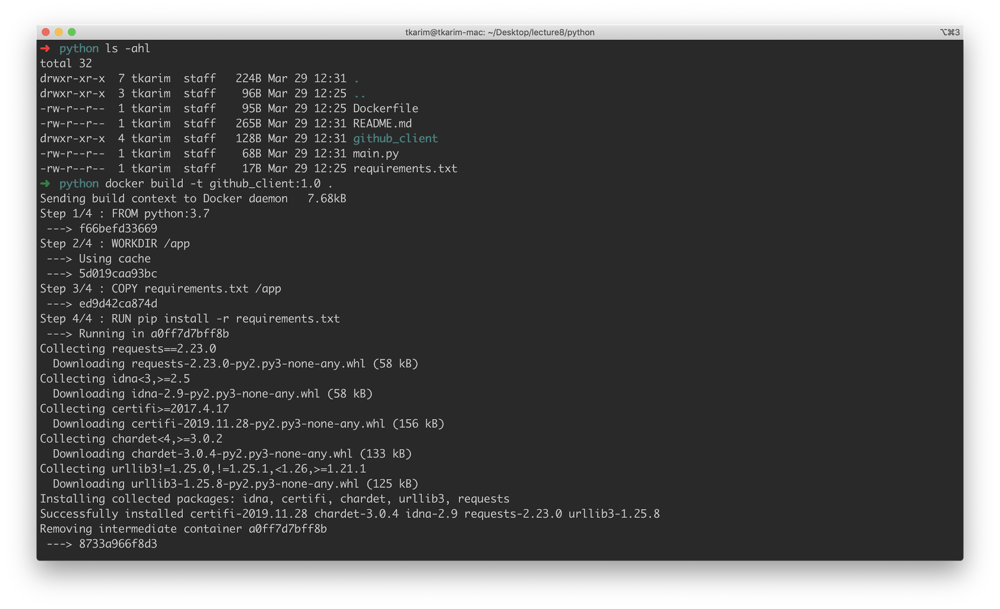 tkarim@tkarim-mac: ~/Desktop/lecture8/python ⌥⌘3
➜ python ls -ahl
total 32
drwxr-xr-x  7 tkarim  staff   224B Mar 29 12:31 .
drwxr-xr-x  3 tkarim  staff    96B Mar 29 12:25 ..
-rw-r--r--  1 tkarim  staff    95B Mar 29 12:25 Dockerfile
-rw-r--r--  1 tkarim  staff   265B Mar 29 12:31 README.md
drwxr-xr-x  4 tkarim  staff   128B Mar 29 12:31 github_client
-rw-r--r--  1 tkarim  staff    68B Mar 29 12:31 main.py
-rw-r--r--  1 tkarim  staff    17B Mar 29 12:25 requirements.txt
➜ python docker build -t github_client:1.0 .
Sending build context to Docker daemon   7.68kB
Step 1/4 : FROM python:3.7
 ---> f66befd33669
Step 2/4 : WORKDIR /app
 ---> Using cache
 ---> 5d019caa93bc
Step 3/4 : COPY requirements.txt /app
 ---> ed9d42ca874d
Step 4/4 : RUN pip install -r requirements.txt
 ---> Running in a0ff7d7bff8b
Collecting requests==2.23.0
  Downloading requests-2.23.0-py2.py3-none-any.whl (58 kB)
Collecting idna<3,>=2.5
  Downloading idna-2.9-py2.py3-none-any.whl (58 kB)
Collecting certifi>=2017.4.17
  Downloading certifi-2019.11.28-py2.py3-none-any.whl (156 kB)
Collecting chardet<4,>=3.0.2
  Downloading chardet-3.0.4-py2.py3-none-any.whl (133 kB)
Collecting urllib3!=1.25.0,!=1.25.1,<1.26,>=1.21.1
  Downloading urllib3-1.25.8-py2.py3-none-any.whl (125 kB)
Installing collected packages: idna, certifi, chardet, urllib3, requests
Successfully installed certifi-2019.11.28 chardet-3.0.4 idna-2.9 requests-2.23.0 urllib3-1.25.8
Removing intermediate container a0ff7d7bff8b
 ---> 8733a966f8d3